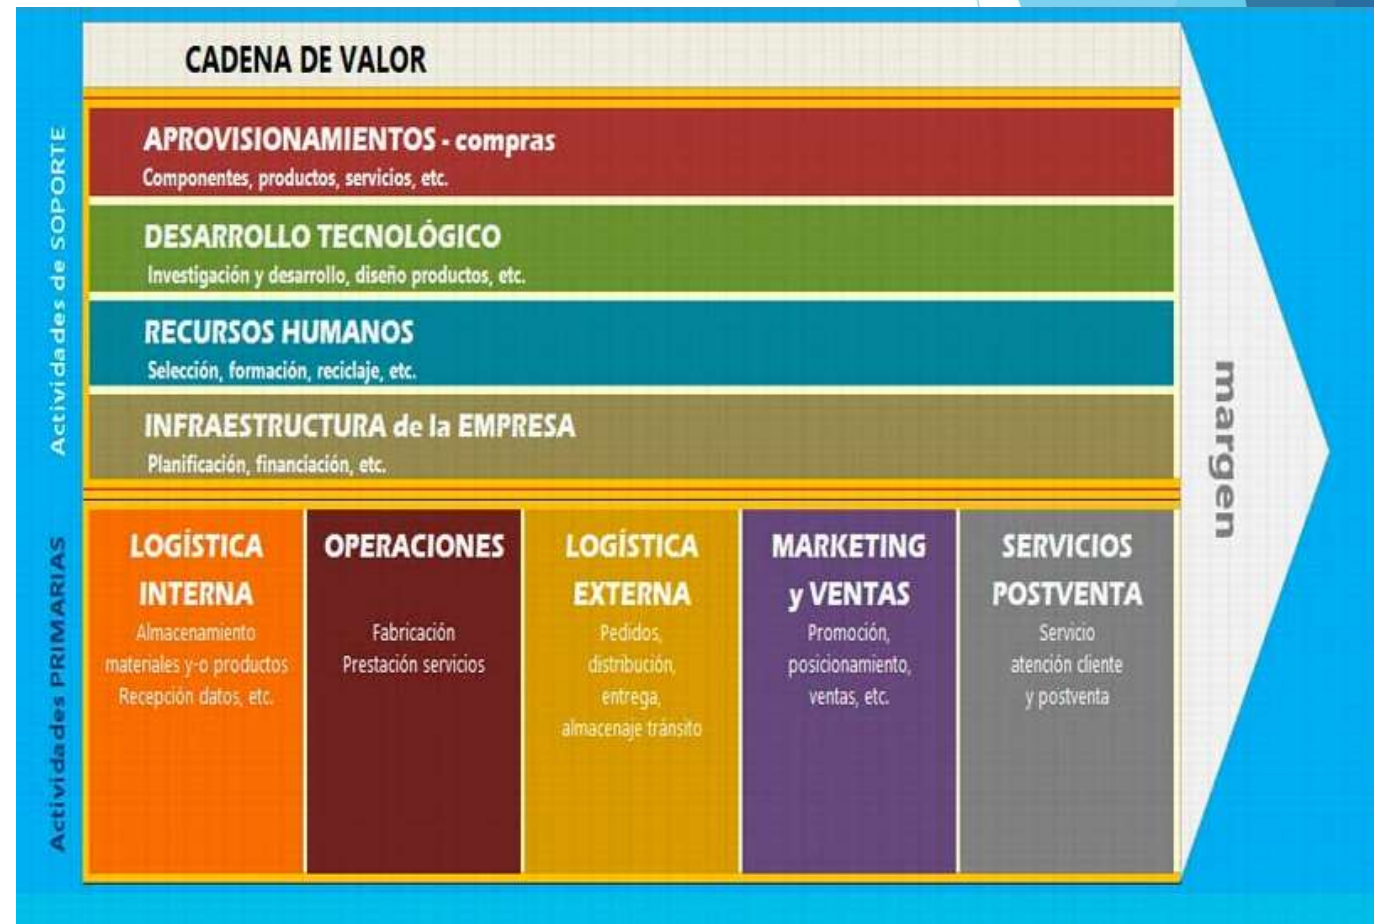 CADENA DE VALOR
Actividades de SOPORTE
APROVISIONAMIENTOS - compras
Componentes, productos, servicios, etc.
DESARROLLO TECNOLÓGICO
Investigación y desarrollo, diseño productos, etc.
RECURSOS HUMANOS
Selección, formación, reciclaje, etc.
INFRAESTRUCTURA de la EMPRESA
Planificación, financiación, etc.
Actividades PRIMARIAS
LOGÍSTICA
INTERNA
Almacenamiento
materiales y-o productos
Recepción datos, etc.
OPERACIONES
Fabricación
Prestación servicios
LOGÍSTICA
EXTERNA
Pedidos,
distribución,
entrega,
almacenaje tránsito
MARKETING
y VENTAS
Promoción,
posicionamiento,
ventas, etc.
SERVICIOS
POSTVENTA
Servicio
atención cliente
y postventa
margen